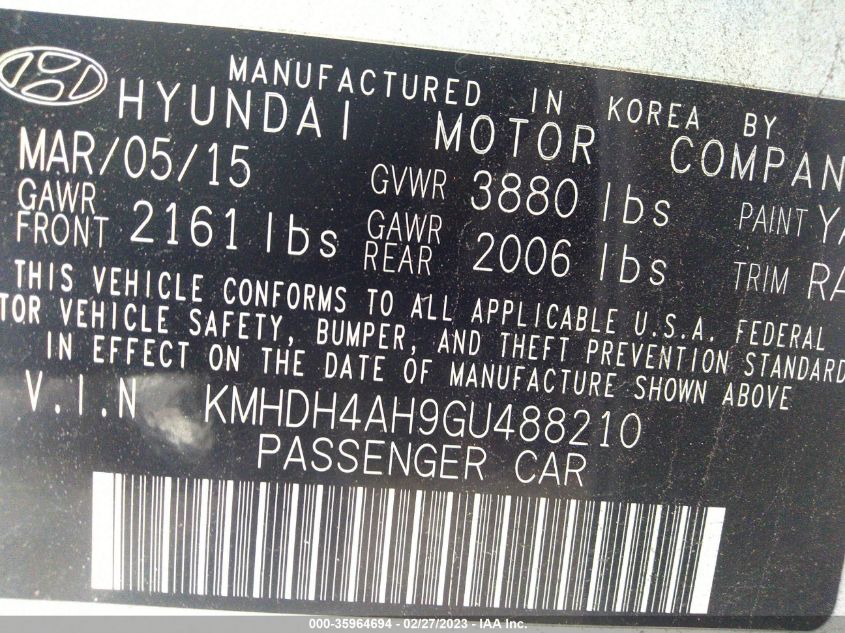 MANUFACTURED IN KOREA BY
HYUNDAI MOTOR COMPAN
MAR/05/15 GVWR 3880 lbs PAINT
GAWR FRONT 2161 lbs GAWR REAR 2006 lbs TRIM RA
THIS VEHICLE CONFORMS TO ALL APPLICABLE U.S.A. FEDERAL
TOR VEHICLE SAFETY, BUMPER, AND THEFT PREVENTION STANDARD
IN EFFECT ON THE DATE OF MANUFACTURE SHOWN ABOVE
V.I.N KMHDH4AH9GU488210
PASSENGER CAR
000-35964694 - 02/27/2023 - IAA Inc.